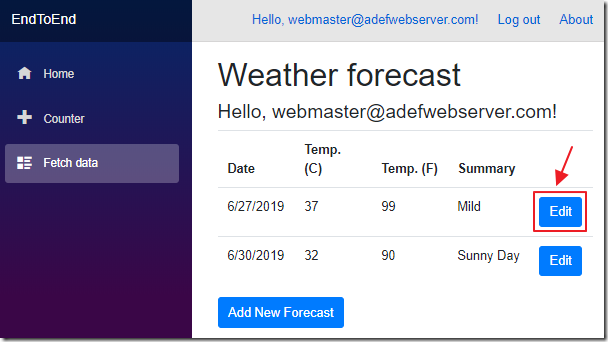 EndToEnd
Hello, webmaster@adefwebserver.com! Log out About
Home
Counter
Fetch data
Weather forecast
Hello, webmaster@adefwebserver.com!
Date Temp. (C) Temp. (F) Summary
6/27/2019 37 99 Mild Edit
6/30/2019 32 90 Sunny Day Edit
Add New Forecast